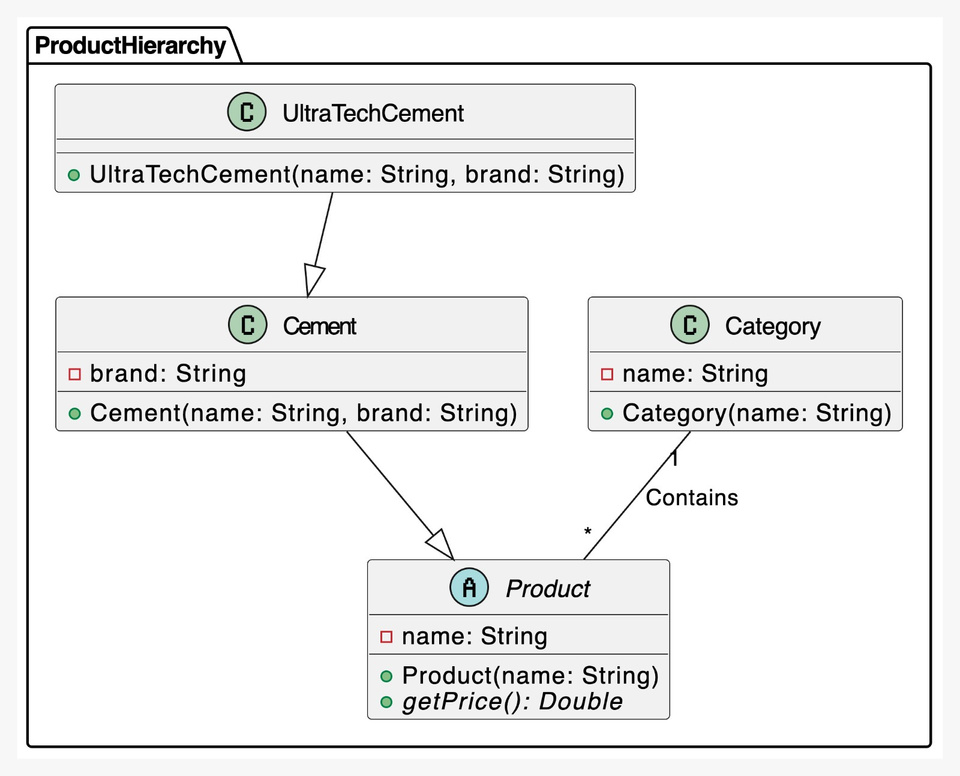 ProductHierarchy
C UltraTechCement
UltraTechCement(name: String, brand: String)
C Cement
brand: String
Cement(name: String, brand: String)
C Category
name: String
Category(name: String)
1
Contains
*
A Product
name: String
Product(name: String)
getPrice(): Double